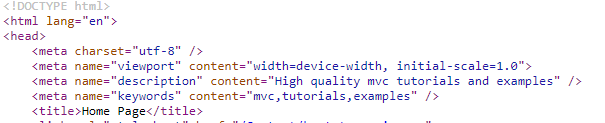 <!DOCTYPE html>
<html lang="en">
<head>
<meta charset="utf-8" />
<meta name="viewport" content="width=device-width, initial-scale=1.0">
<meta name="description" content="High quality mvc tutorials and examples" />
<meta name="keywords" content="mvc,tutorials,examples" />
<title>Home Page</title>